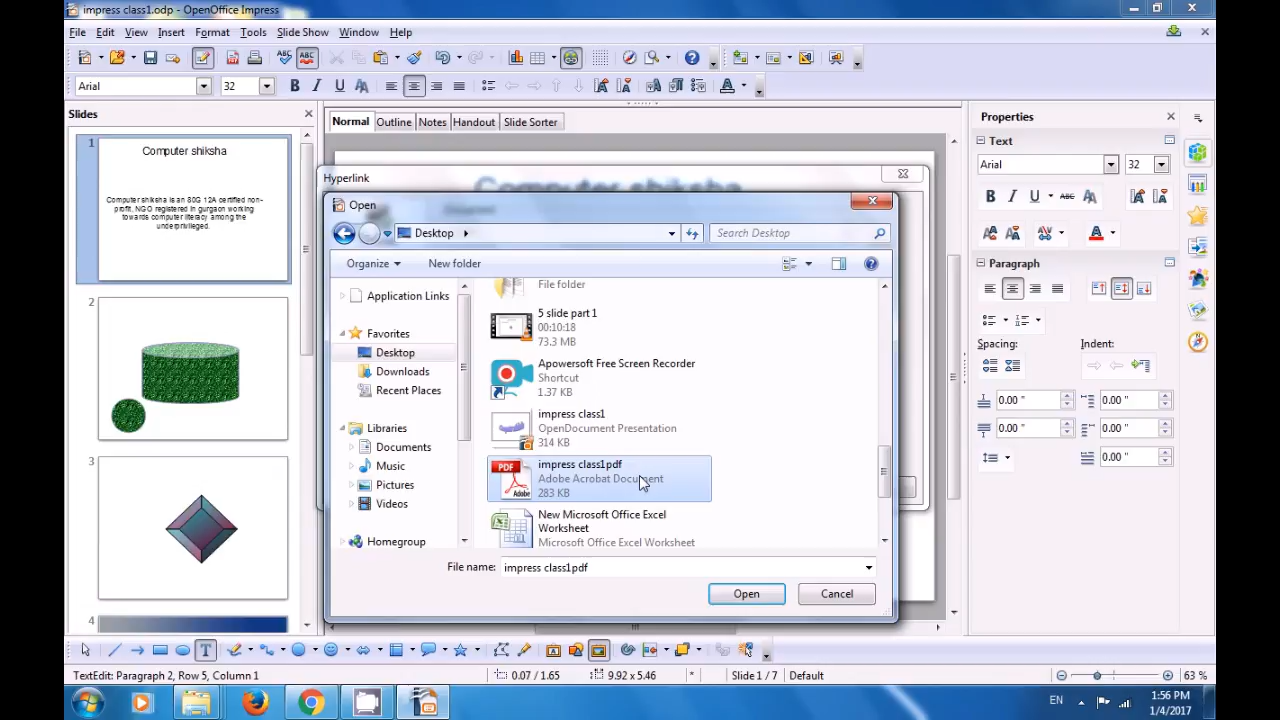 impress class1.odp - OpenOffice Impress
File Edit View Insert Format Tools Slide Show Window Help
Arial 32
Slides
Normal Outline Notes Handout Slide Sorter
1
Computer shiksha
Computer shiksha is an 80G 12A certified non-
profit, NGO registered in gurgaon working
towards computer literacy among the
underprivileged.
2
3
4
Hyperlink
Computer shiksha
Open
Desktop
Search Desktop
Organize New folder
Application Links
Favorites
Desktop
Downloads
Recent Places
Libraries
Documents
Music
Pictures
Videos
Homegroup
File folder
5 slide part 1
00:10:18
73.3 MB
Apowersoft Free Screen Recorder
Shortcut
1.37 KB
impress class1
OpenDocument Presentation
314 KB
PDF
Adobe
impress class1pdf
Adobe Acrobat Document
283 KB
New Microsoft Office Excel
Worksheet
Microsoft Office Excel Worksheet
File name: impress class1pdf
Open Cancel
Properties
Text
Arial 32
Paragraph
Spacing: Indent:
0.00 " 0.00 "
0.00 " 0.00 "
0.00 "
TextEdit: Paragraph 2, Row 5, Column 1 0.07 / 1.65 9.92 x 5.46 * Slide 1 / 7 Default 63 %
EN 1:56 PM
1/4/2017